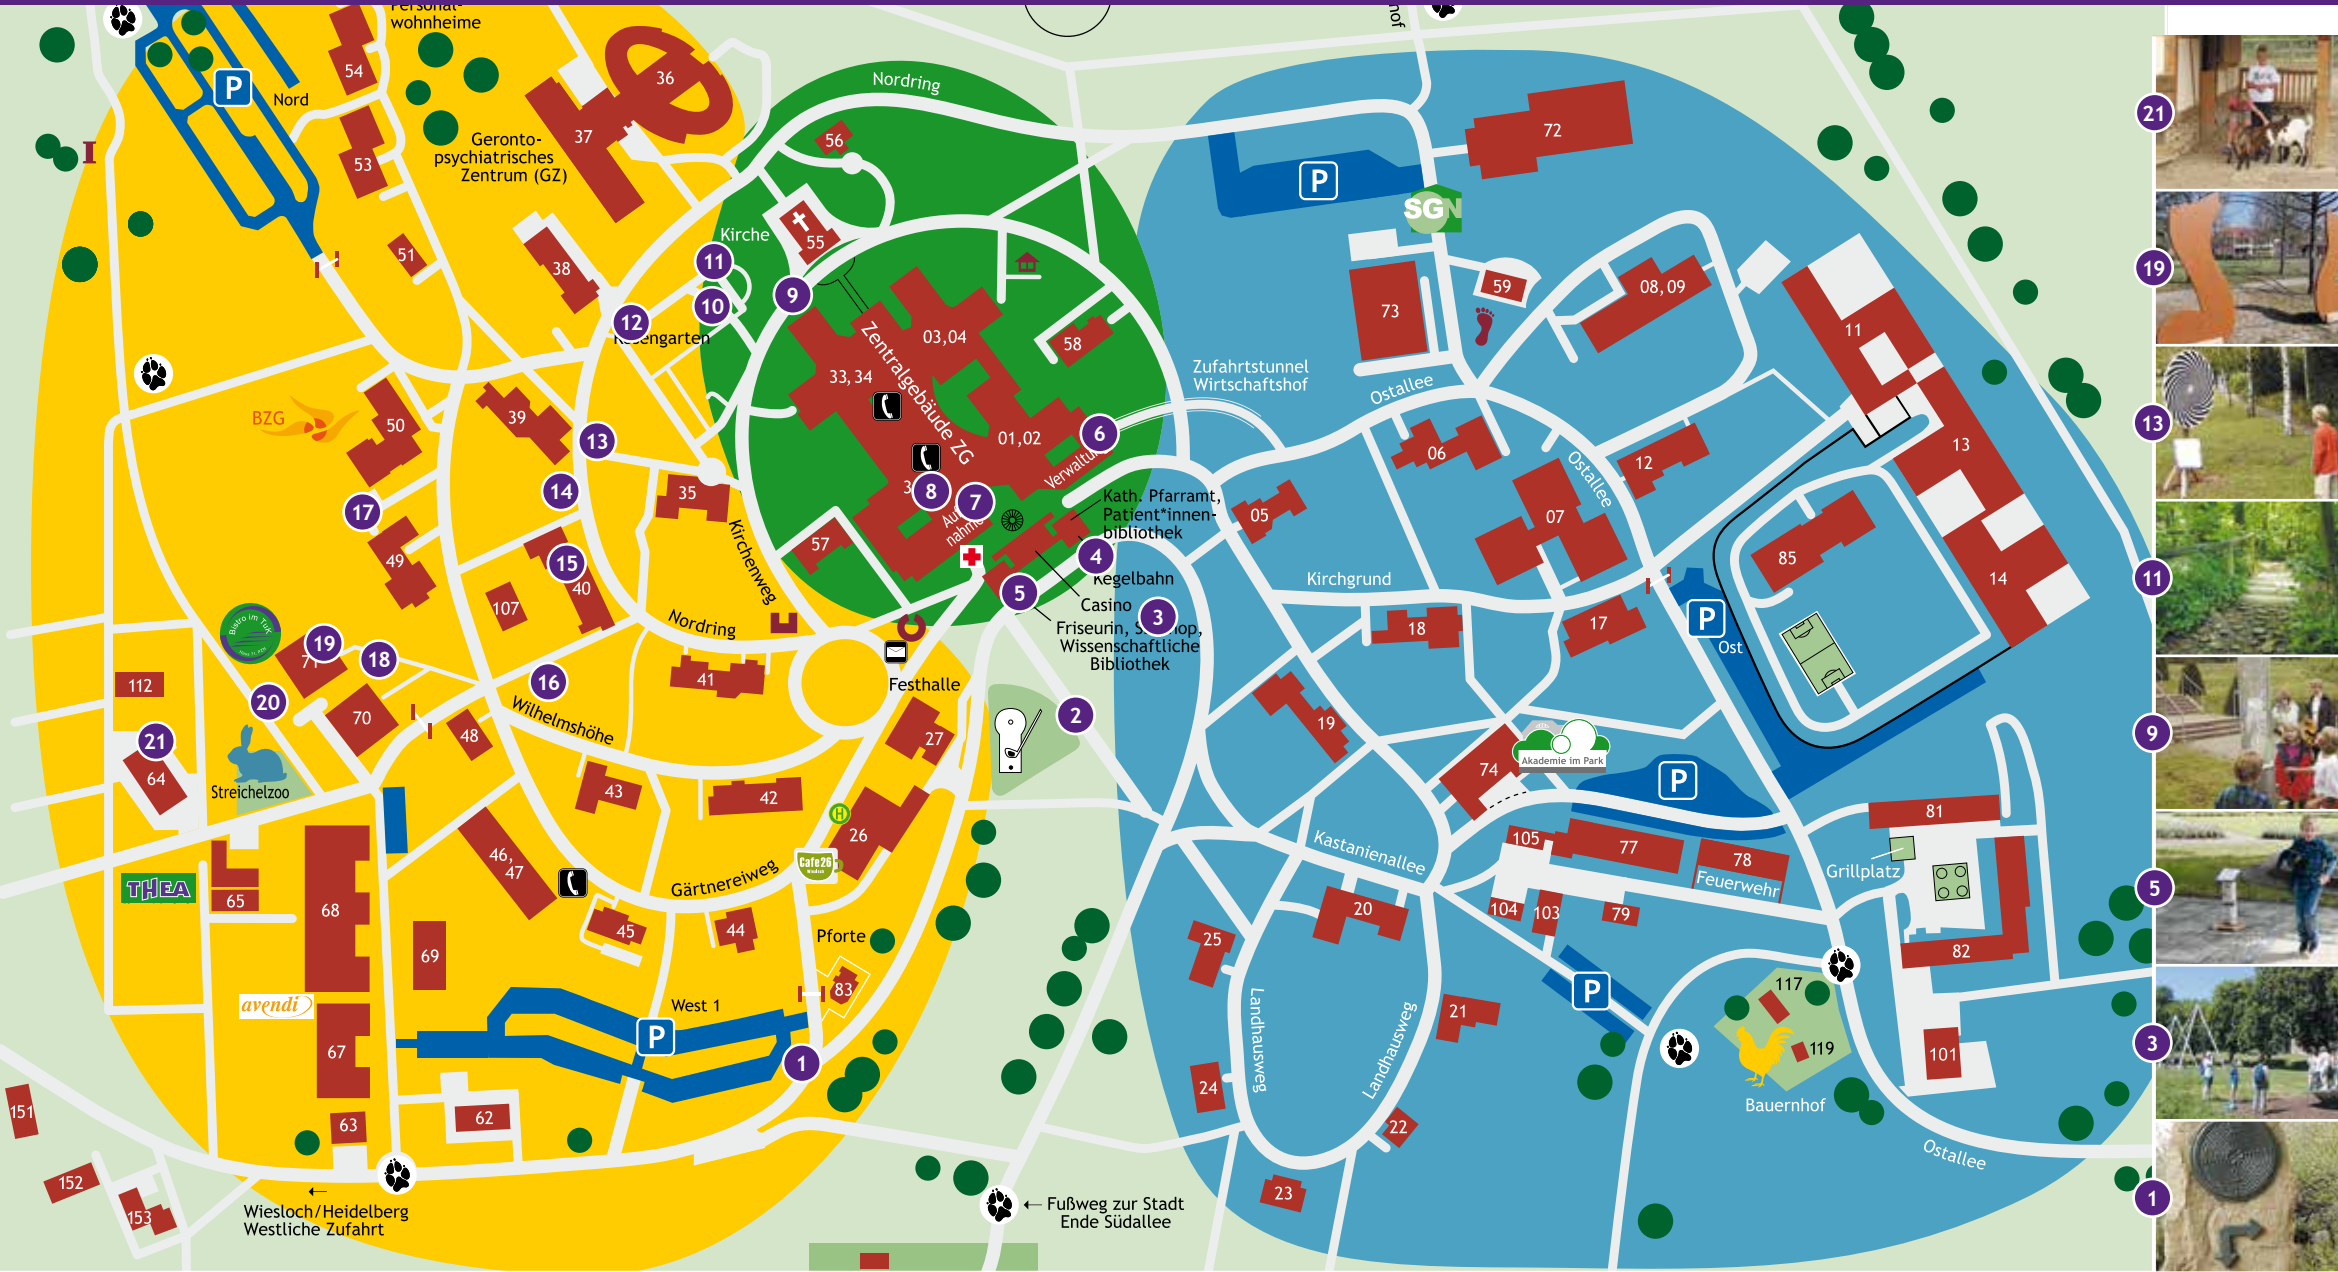 Personal-
wohnheime
hof
Nordring
P
Nord
54
36
37
Geronto-
psychiatrisches
Zentrum (GZ)
53
56
72
P
SGN
21
Kirche
55
51
38
11
10
9
12
Rosengarten
59
08,09
73
11
19
03,04
58
33,34
Zentralgebäude ZG
Zufahrtstunnel
Wirtschaftshof
Ostallee
BZG
50
39
13
01,02
6
Verwaltung
06
12
13
13
Ostallee
17
14
35
8
7
Auf-
nahme
Kath. Pfarramt,
Patient*innen-
bibliothek
05
07
49
15
40
57
Kirchenweg
4
Kegelbahn
5
Casino
3
Kirchgrund
85
14
11
107
Nordring
Friseurin,
Wissenschaftliche
Bibliothek
18
17
P
Ost
Bistro im TuK
19
71
18
112
20
16
41
Festhalle
70
Wilhelmshöhe
48
27
2
19
21
64
Streichelzoo
43
42
H
26
74
Akademie im Park
P
9
46,
47
Cafe26
Gärtnereiweg
Kastanienallee
105
77
78
Feuerwehr
81
Grillplatz
THEA
65
68
45
44
Pforte
20
104
103
79
5
69
25
82
avendi
West 1
P
83
Landhausweg
Landhausweg
21
P
117
119
67
1
101
3
151
63
62
24
22
Bauernhof
152
153
Wiesloch/Heidelberg
Westliche Zufahrt
Fußweg zur Stadt
Ende Südallee
23
Ostallee
1